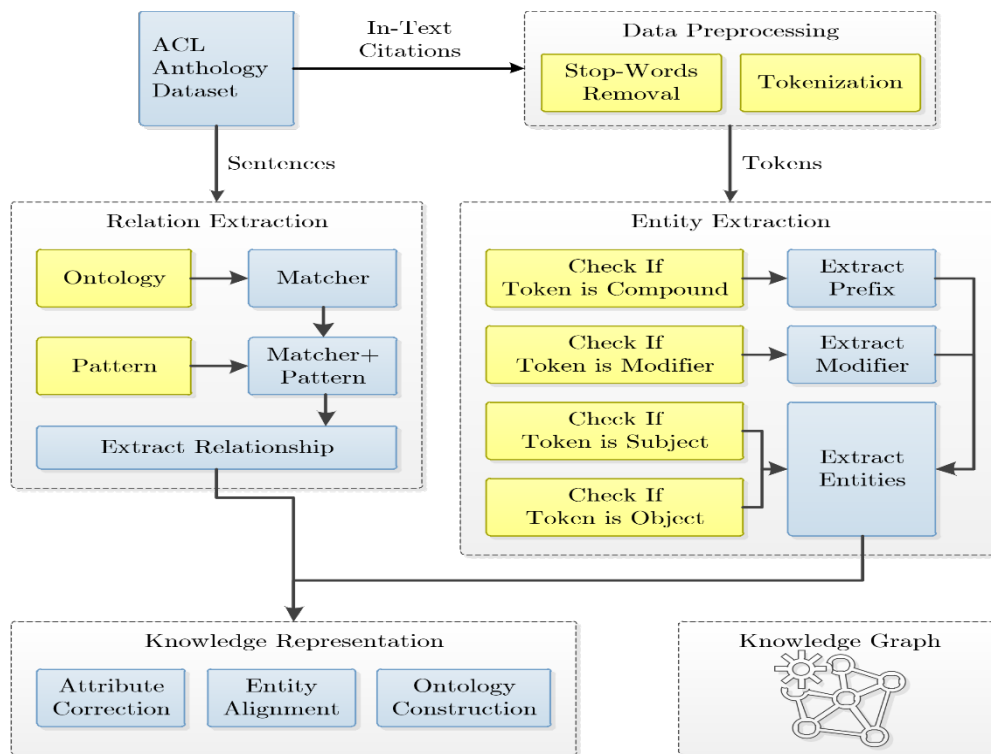 ACL
Anthology
Dataset
In-Text
Citations
Data Preprocessing
Stop-Words
Removal
Tokenization
Sentences
Tokens
Relation Extraction
Ontology
Matcher
Pattern
Matcher+
Pattern
Extract Relationship
Entity Extraction
Check If
Token is Compound
Extract
Prefix
Check If
Token is Modifier
Extract
Modifier
Check If
Token is Subject
Check If
Token is Object
Extract
Entities
Knowledge Representation
Attribute
Correction
Entity
Alignment
Ontology
Construction
Knowledge Graph